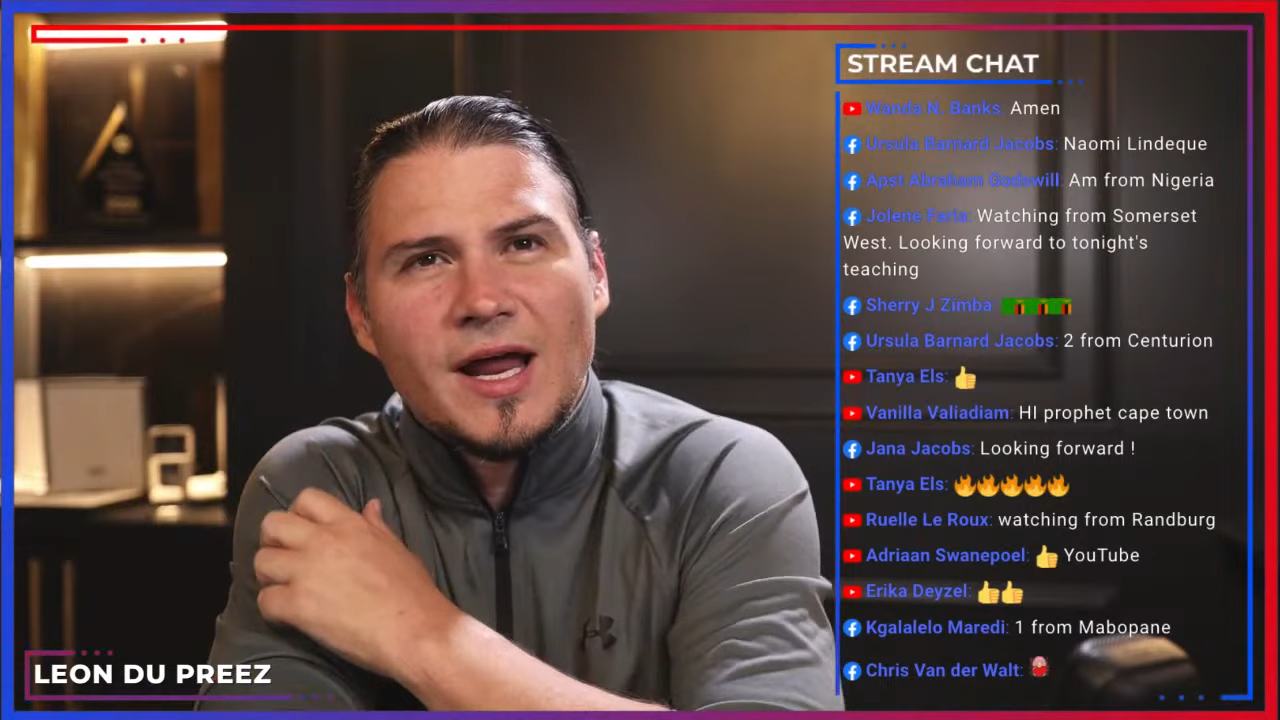 STREAM CHAT
Wanda N. Banks: Amen
Ursula Barnard Jacobs: Naomi Lindeque
Apst Abraham Godswill: Am from Nigeria
Jolene Faria: Watching from Somerset
West. Looking forward to tonight's
teaching
Sherry J Zimba: 🇿🇲🇿🇲🇿🇲
Ursula Barnard Jacobs: 2 from Centurion
Tanya Els: 👍
Vanilla Valiadiam: HI prophet cape town
Jana Jacobs: Looking forward !
Tanya Els: 🔥🔥🔥🔥🔥
Ruelle Le Roux: watching from Randburg
Adriaan Swanepoel: 👍 YouTube
Erika Deyzel: 👍👍
Kgalalelo Maredi: 1 from Mabopane
Chris Van der Walt:
LEON DU PREEZ